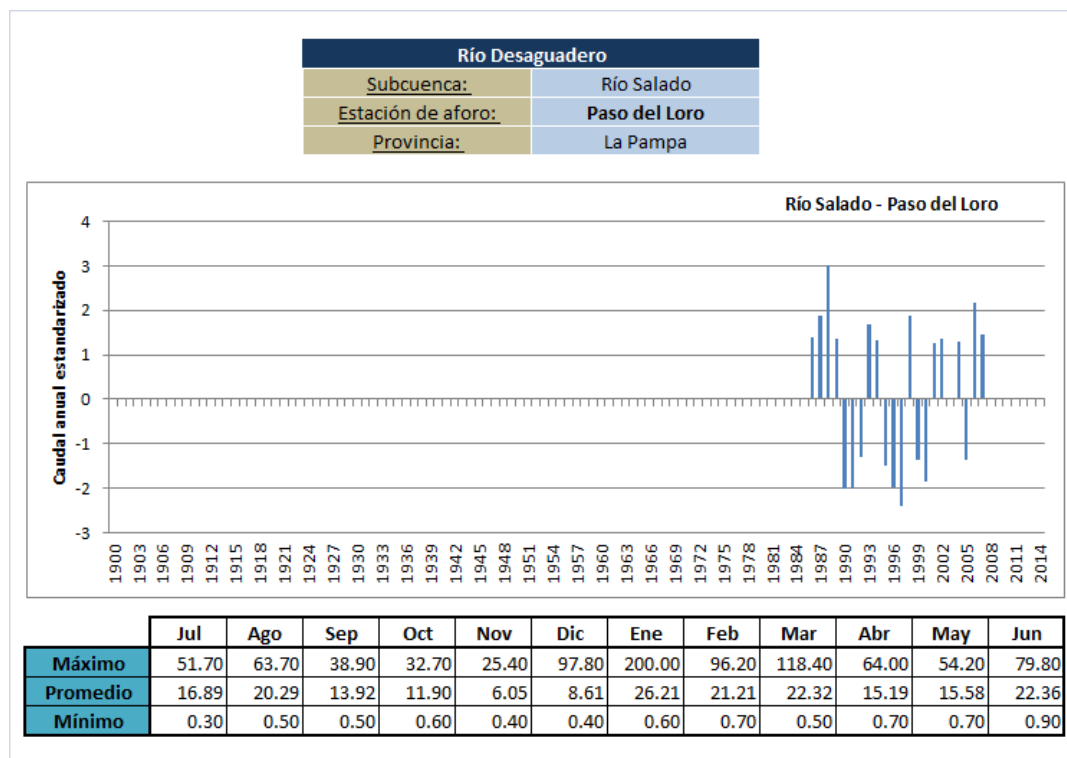 Río Desaguadero
Subcuenca: Río Salado
Estación de aforo: Paso del Loro
Provincia: La Pampa
Río Salado - Paso del Loro
Caudal anual estandarizado
4
3
2
1
0
-1
-2
-3
1900 1903 1906 1909 1912 1915 1918 1921 1924 1927 1930 1933 1936 1939 1942 1945 1948 1951 1954 1957 1960 1963 1966 1969 1972 1975 1978 1981 1984 1987 1990 1993 1996 1999 2002 2005 2008 2011 2014
Jul Ago Sep Oct Nov Dic Ene Feb Mar Abr May Jun
Máximo 51.70 63.70 38.90 32.70 25.40 97.80 200.00 96.20 118.40 64.00 54.20 79.80
Promedio 16.89 20.29 13.92 11.90 6.05 8.61 26.21 21.21 22.32 15.19 15.58 22.36
Mínimo 0.30 0.50 0.50 0.60 0.40 0.40 0.60 0.70 0.50 0.70 0.70 0.90